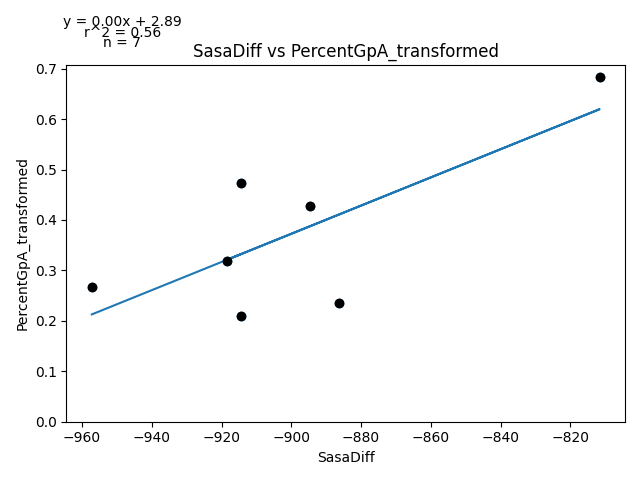 y = 0.00x + 2.89
r^2 = 0.56
n = 7
SasaDiff vs PercentGpA_transformed
0.7
0.6
0.5
0.4
0.3
0.2
0.1
0.0
PercentGpA_transformed
−960 −940 −920 −900 −880 −860 −840 −820
SasaDiff